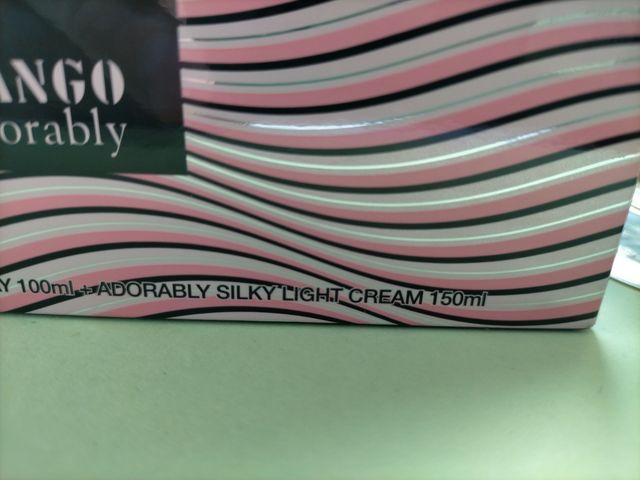 ANGO
orably
Y 100ml + ADORABLY SILKY LIGHT CREAM 150ml